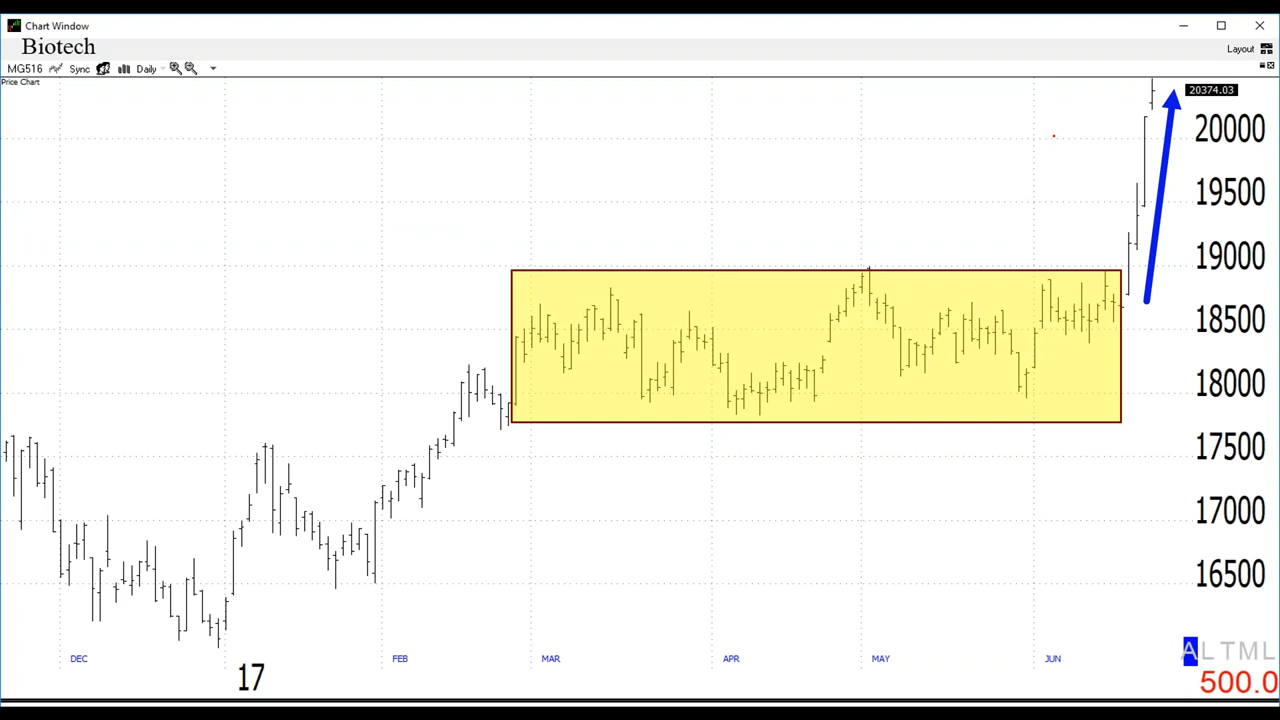 Chart Window
Biotech
Layout
MG516 Sync Daily
Price Chart
20374.03
20000
19500
19000
18500
18000
17500
17000
16500
DEC 17 FEB MAR APR MAY JUN
ALTML
500.0